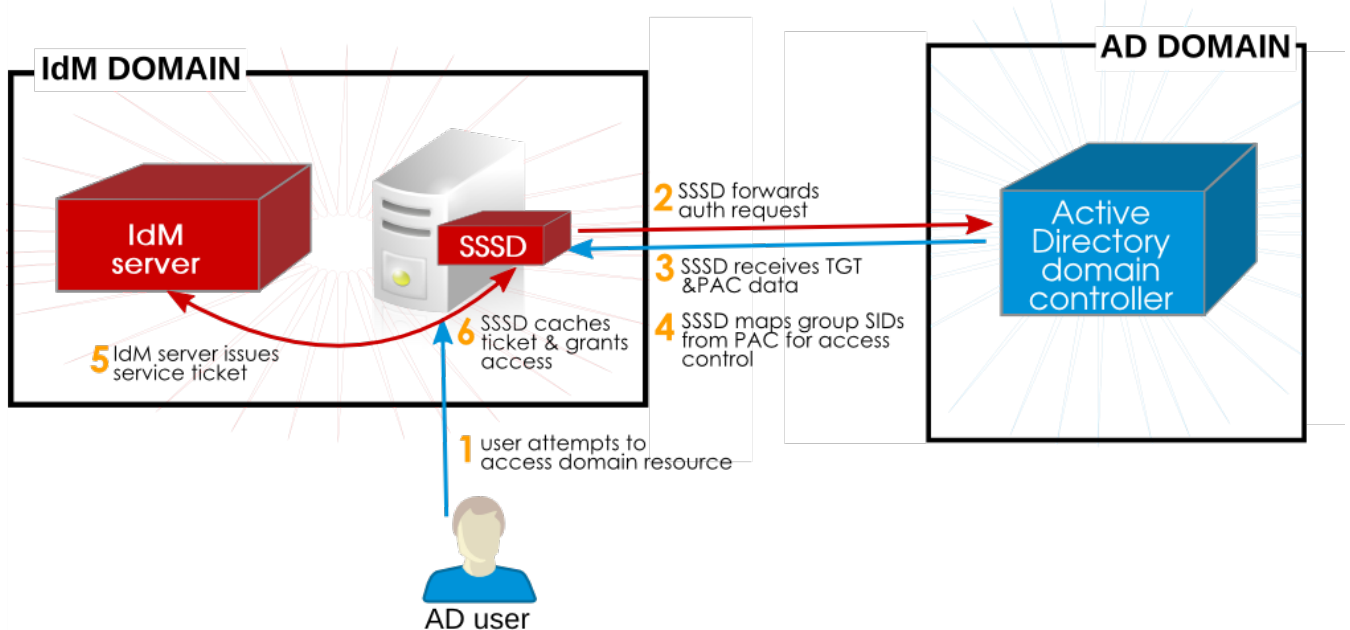 IdM DOMAIN
AD DOMAIN
IdM
server
SSSD
2 SSSD forwards
auth request
Active
Directory
domain
controller
3 SSSD receives TGT
&PAC data
4 SSSD maps group SIDs
from PAC for access
control
5 IdM server issues
service ticket
6 SSSD caches
ticket & grants
access
1 user attempts to
access domain resource
AD user